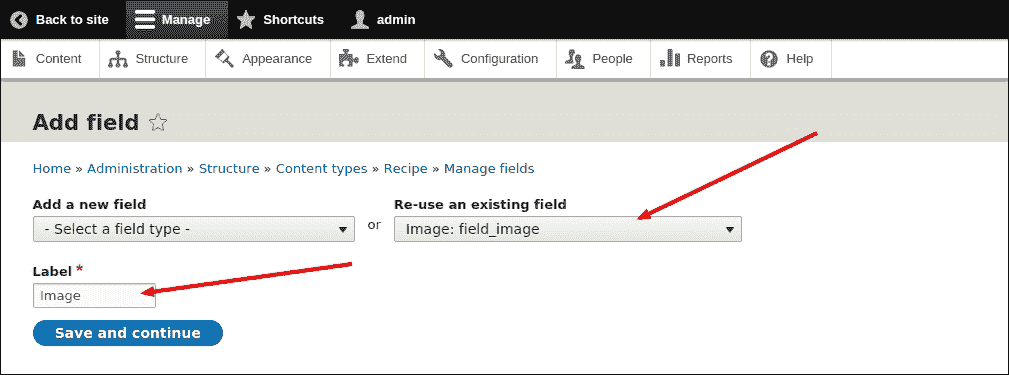 Back to site Manage Shortcuts admin
Content Structure Appearance Extend Configuration People Reports Help
Add field
Home » Administration » Structure » Content types » Recipe » Manage fields
Add a new field Re-use an existing field
- Select a field type - or Image: field_image
Label *
Image
Save and continue